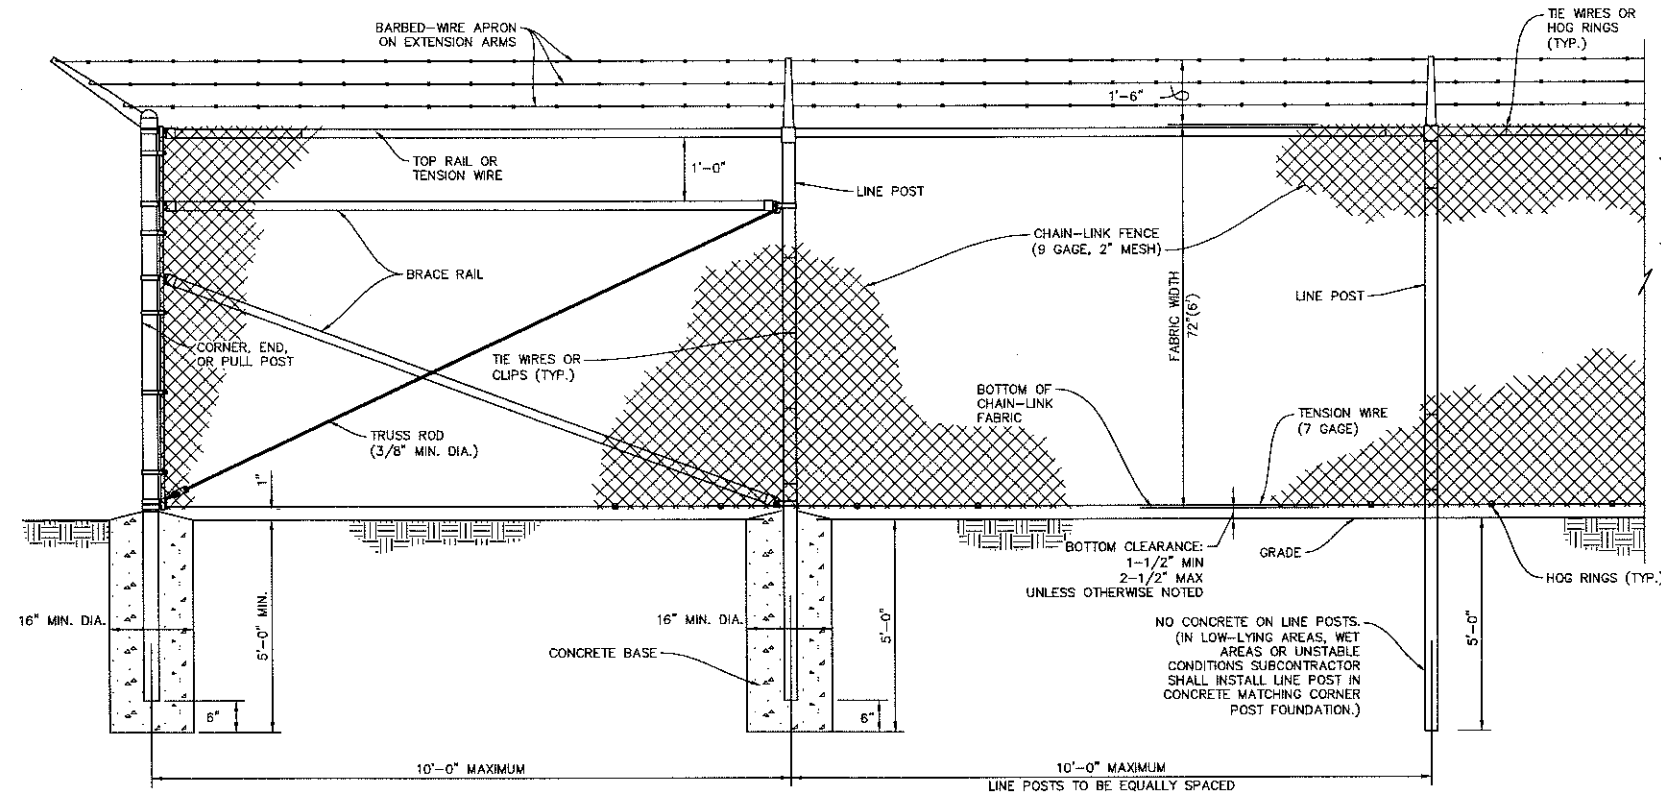 BARBED-WIRE APRON
ON EXTENSION ARMS
TIE WIRES OR
HOG RINGS
(TYP.)
1'-6"
TOP RAIL OR
TENSION WIRE
1'-0"
LINE POST
CHAIN-LINK FENCE
(9 GAGE, 2" MESH)
BRACE RAIL
FABRIC WIDTH
72"(6')
LINE POST
CORNER, END,
OR PULL POST
TIE WIRES OR
CLIPS (TYP.)
BOTTOM OF
CHAIN-LINK
FABRIC
TENSION WIRE
(7 GAGE)
TRUSS ROD
(3/8" MIN. DIA.)
1"
BOTTOM CLEARANCE:
1-1/2" MIN
2-1/2" MAX
UNLESS OTHERWISE NOTED
GRADE
HOG RINGS (TYP.)
16" MIN. DIA.
5'-0" MIN.
16" MIN. DIA.
5'-0"
CONCRETE BASE
NO CONCRETE ON LINE POSTS.
(IN LOW-LYING AREAS, WET
AREAS OR UNSTABLE
CONDITIONS SUBCONTRACTOR
SHALL INSTALL LINE POST IN
CONCRETE MATCHING CORNER
POST FOUNDATION.)
5'-0"
6"
6"
10'-0" MAXIMUM
10'-0" MAXIMUM
LINE POSTS TO BE EQUALLY SPACED